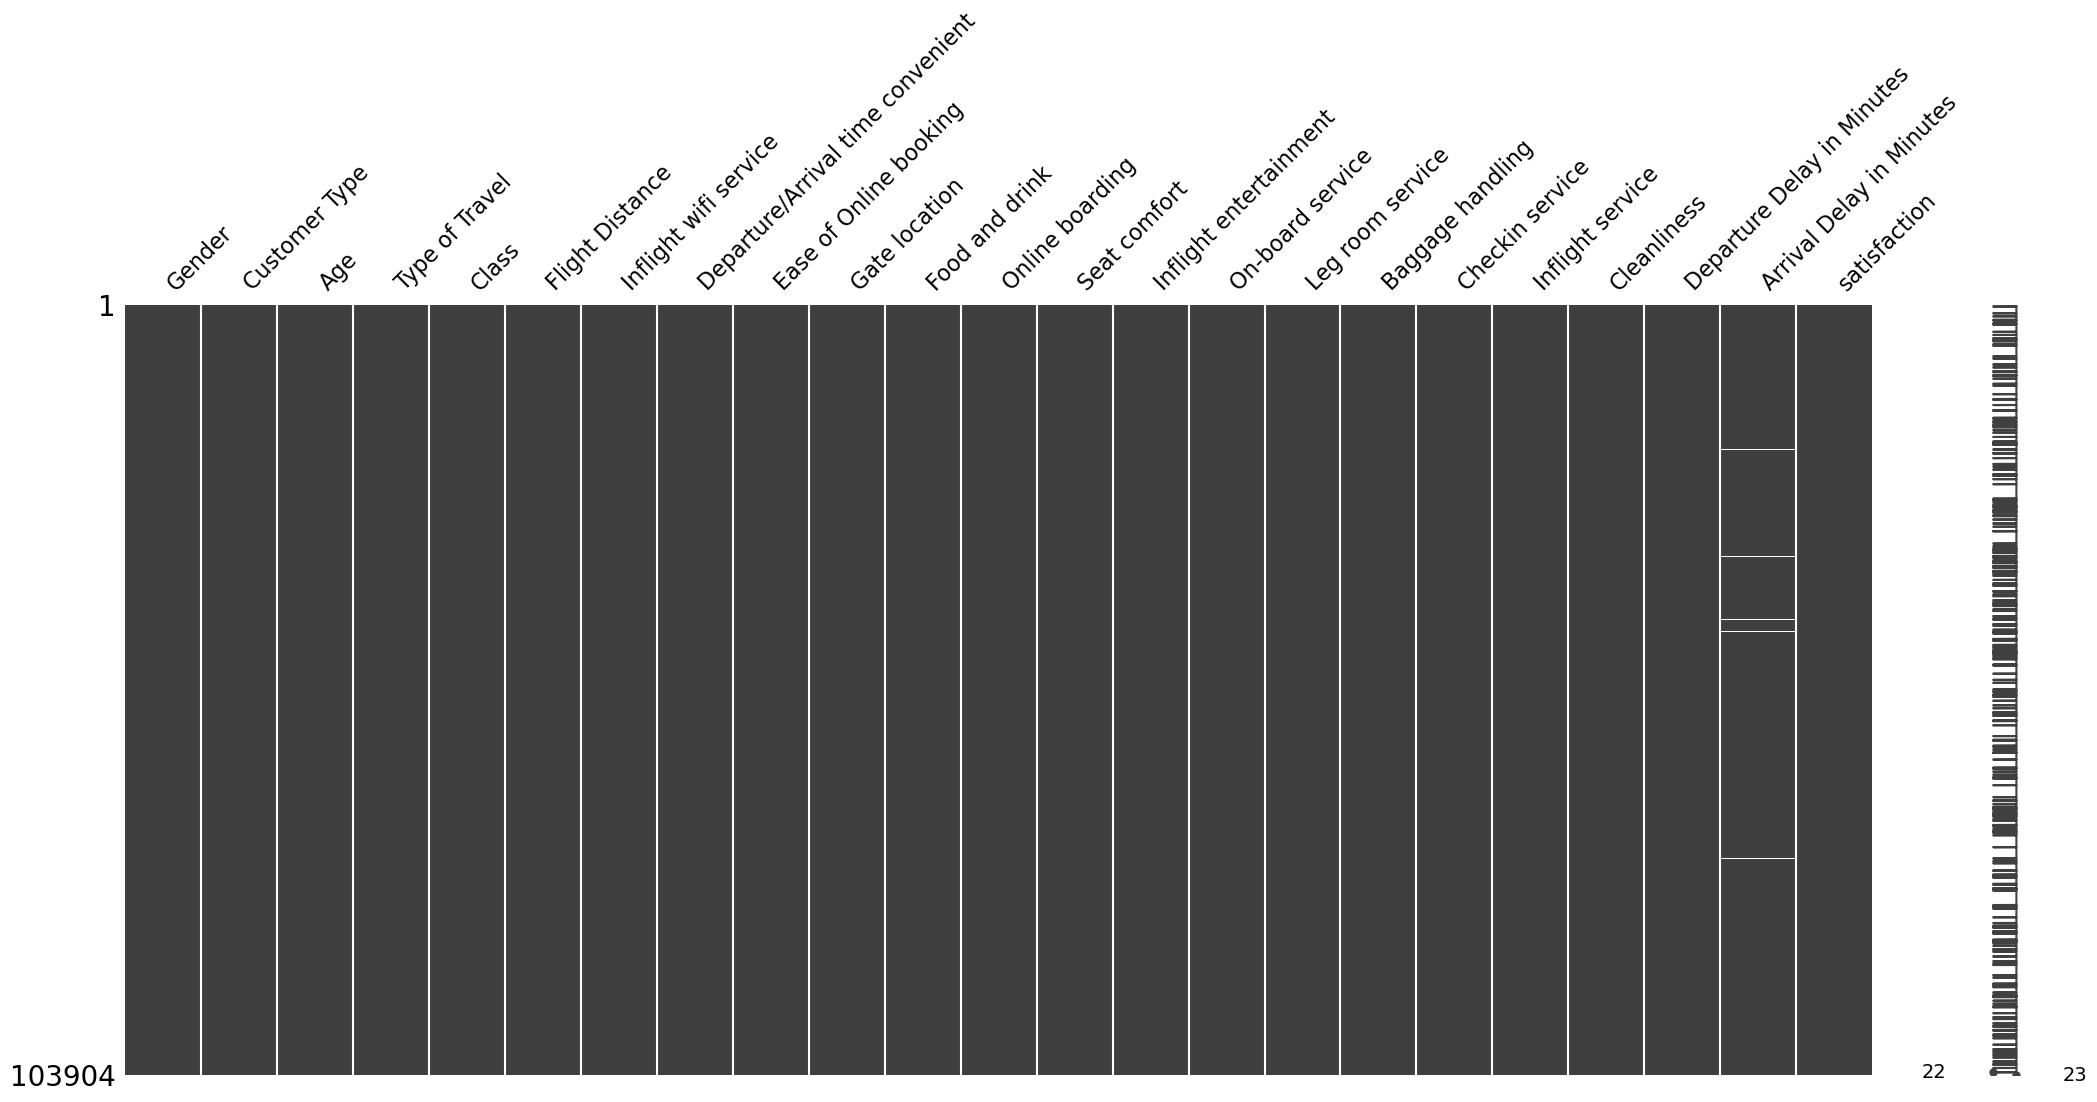 Gender
Customer Type
Age
Type of Travel
Class
Flight Distance
Inflight wifi service
Departure/Arrival time convenient
Ease of Online booking
Gate location
Food and drink
Online boarding
Seat comfort
Inflight entertainment
On-board service
Leg room service
Baggage handling
Checkin service
Inflight service
Cleanliness
Departure Delay in Minutes
Arrival Delay in Minutes
satisfaction
1
103904
22
23